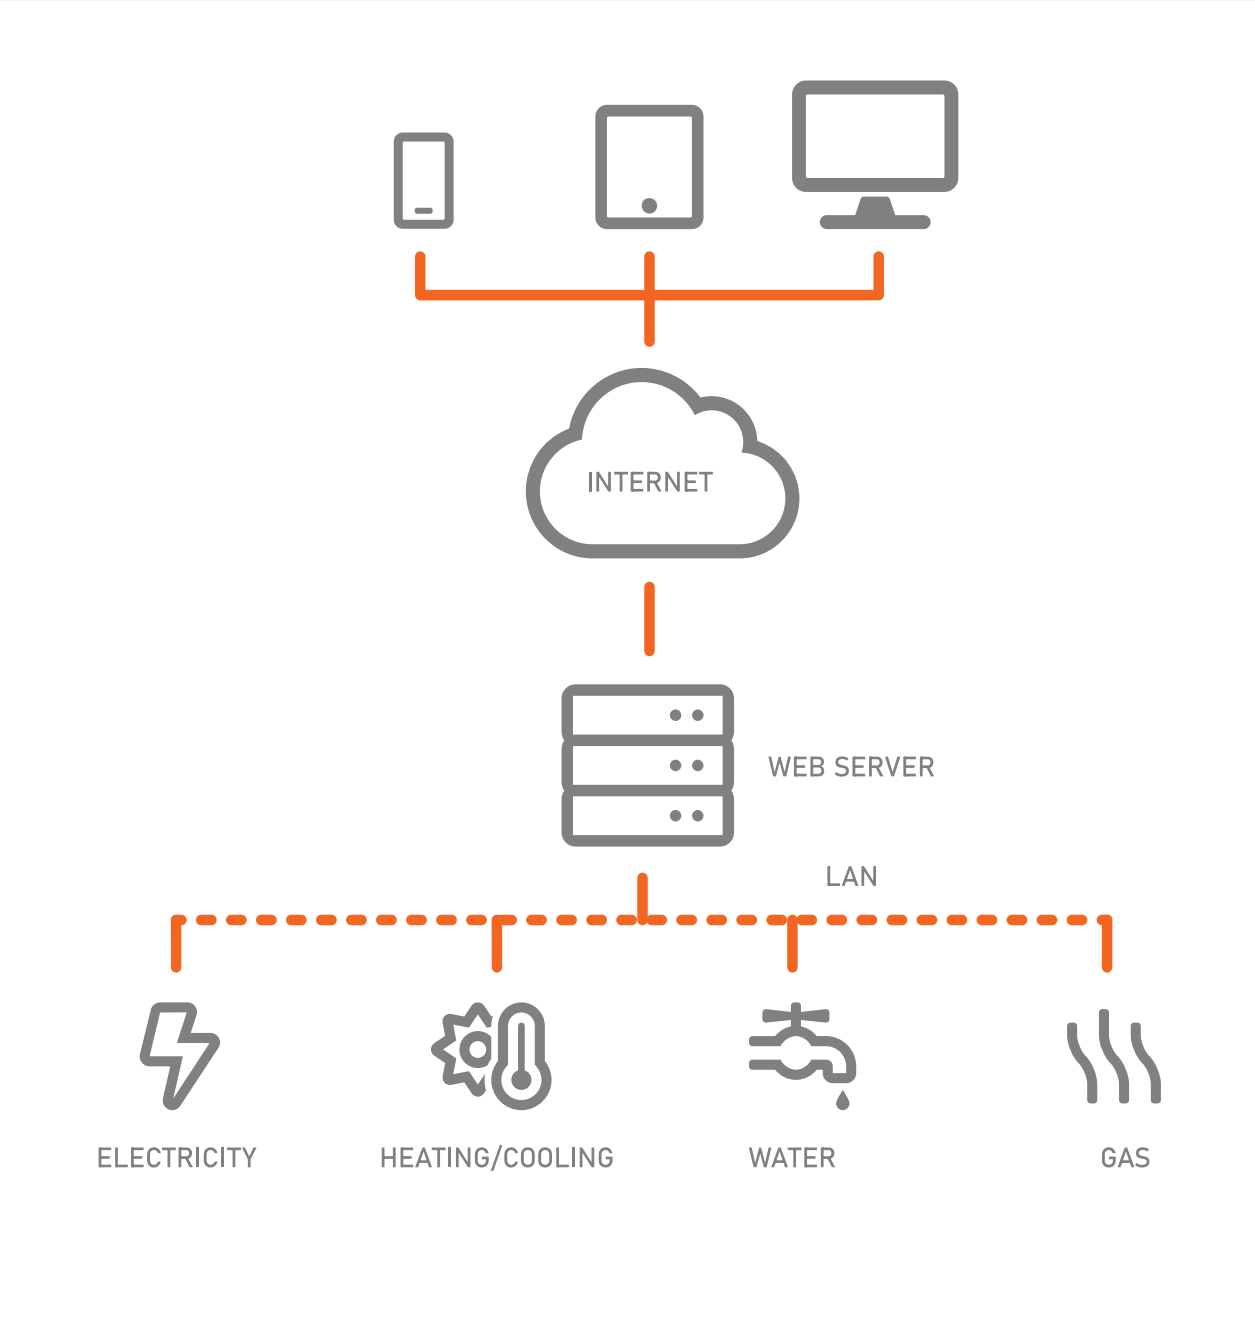 INTERNET
WEB SERVER
LAN
ELECTRICITY
HEATING/COOLING
WATER
GAS